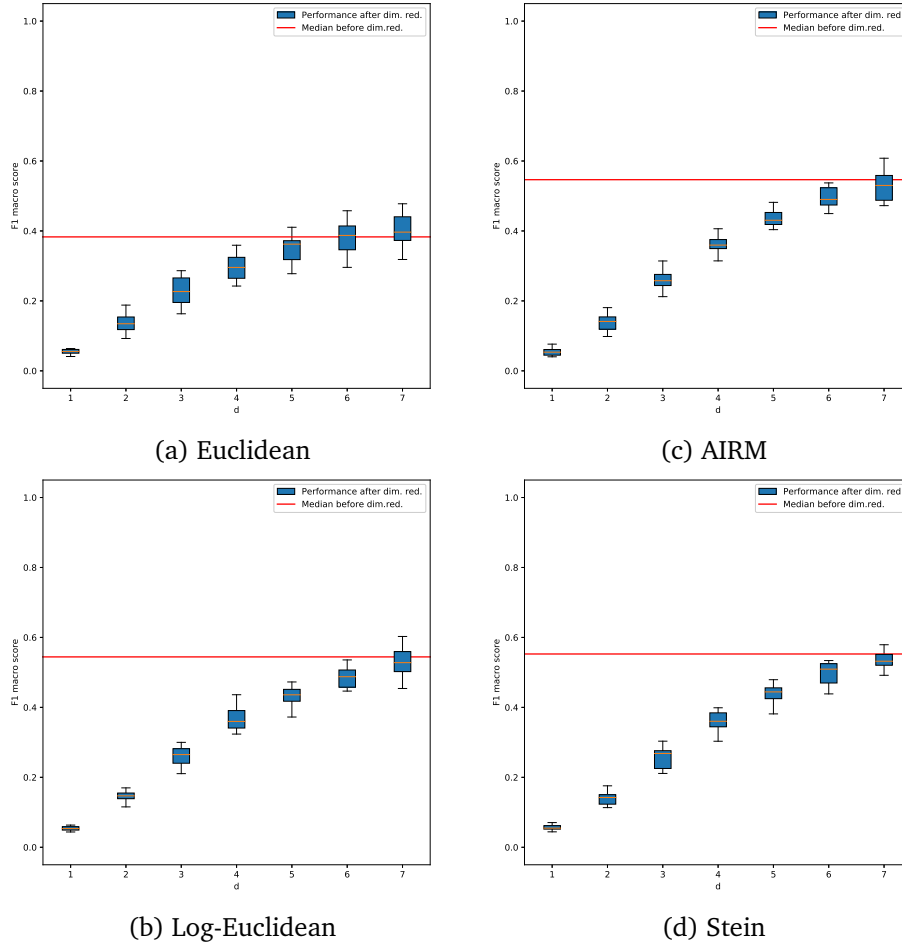 Performance after dim. red.
Median before dim.red.
1.0
0.8
0.6
0.4
0.2
0.0
F1 macro score
1 2 3 4 5 6 7
d
(a) Euclidean
Performance after dim. red.
Median before dim.red.
1.0
0.8
0.6
0.4
0.2
0.0
F1 macro score
1 2 3 4 5 6 7
d
(c) AIRM
Performance after dim. red.
Median before dim.red.
1.0
0.8
0.6
0.4
0.2
0.0
F1 macro score
1 2 3 4 5 6 7
d
(b) Log-Euclidean
Performance after dim. red.
Median before dim.red.
1.0
0.8
0.6
0.4
0.2
0.0
F1 macro score
1 2 3 4 5 6 7
d
(d) Stein